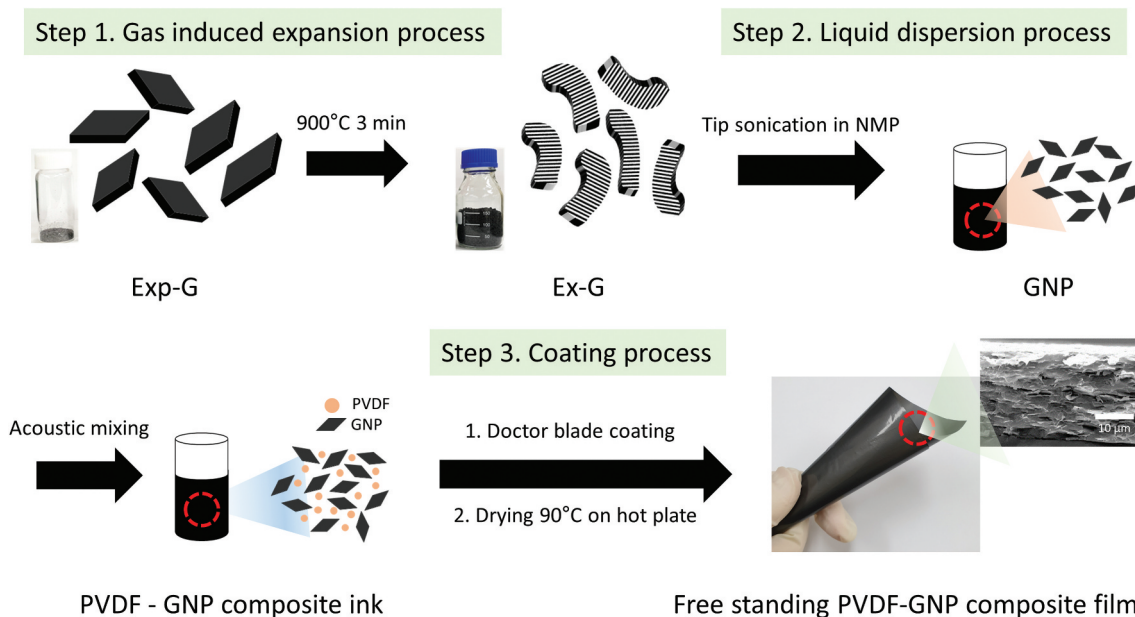 Step 1. Gas induced expansion process
Step 2. Liquid dispersion process
900°C 3 min
Tip sonication in NMP
Exp-G
Ex-G
GNP
Step 3. Coating process
Acoustic mixing
PVDF
GNP
1. Doctor blade coating
2. Drying 90°C on hot plate
10 μm
PVDF - GNP composite ink
Free standing PVDF-GNP composite film